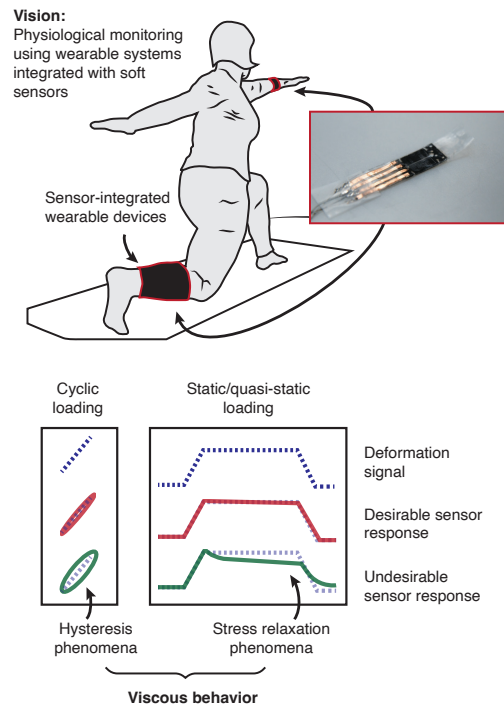 Vision:
Physiological monitoring
using wearable systems
integrated with soft
sensors
Sensor-integrated
wearable devices
Cyclic
loading
Static/quasi-static
loading
Deformation
signal
Desirable sensor
response
Undesirable
sensor response
Hysteresis
phenomena
Stress relaxation
phenomena
Viscous behavior